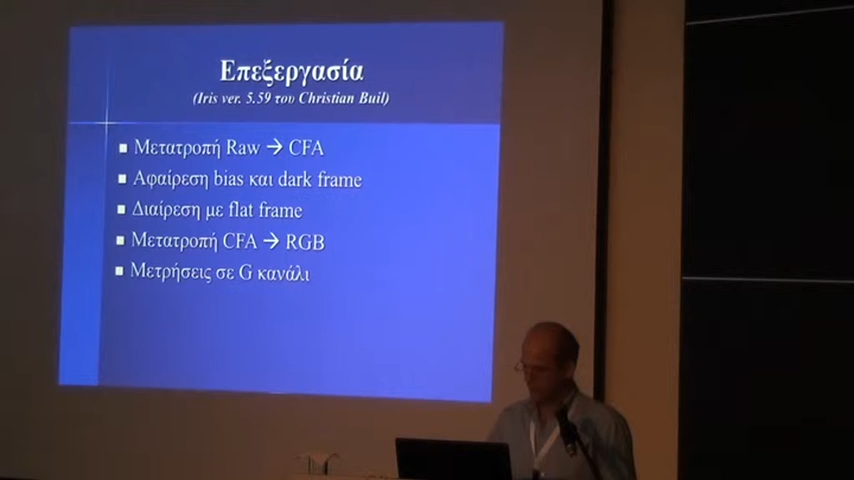 Επεξεργασία
(Iris ver. 5.59 του Christian Buil)
Μετατροπή Raw → CFA
Αφαίρεση bias και dark frame
Διαίρεση με flat frame
Μετατροπή CFA → RGB
Μετρήσεις σε G κανάλι